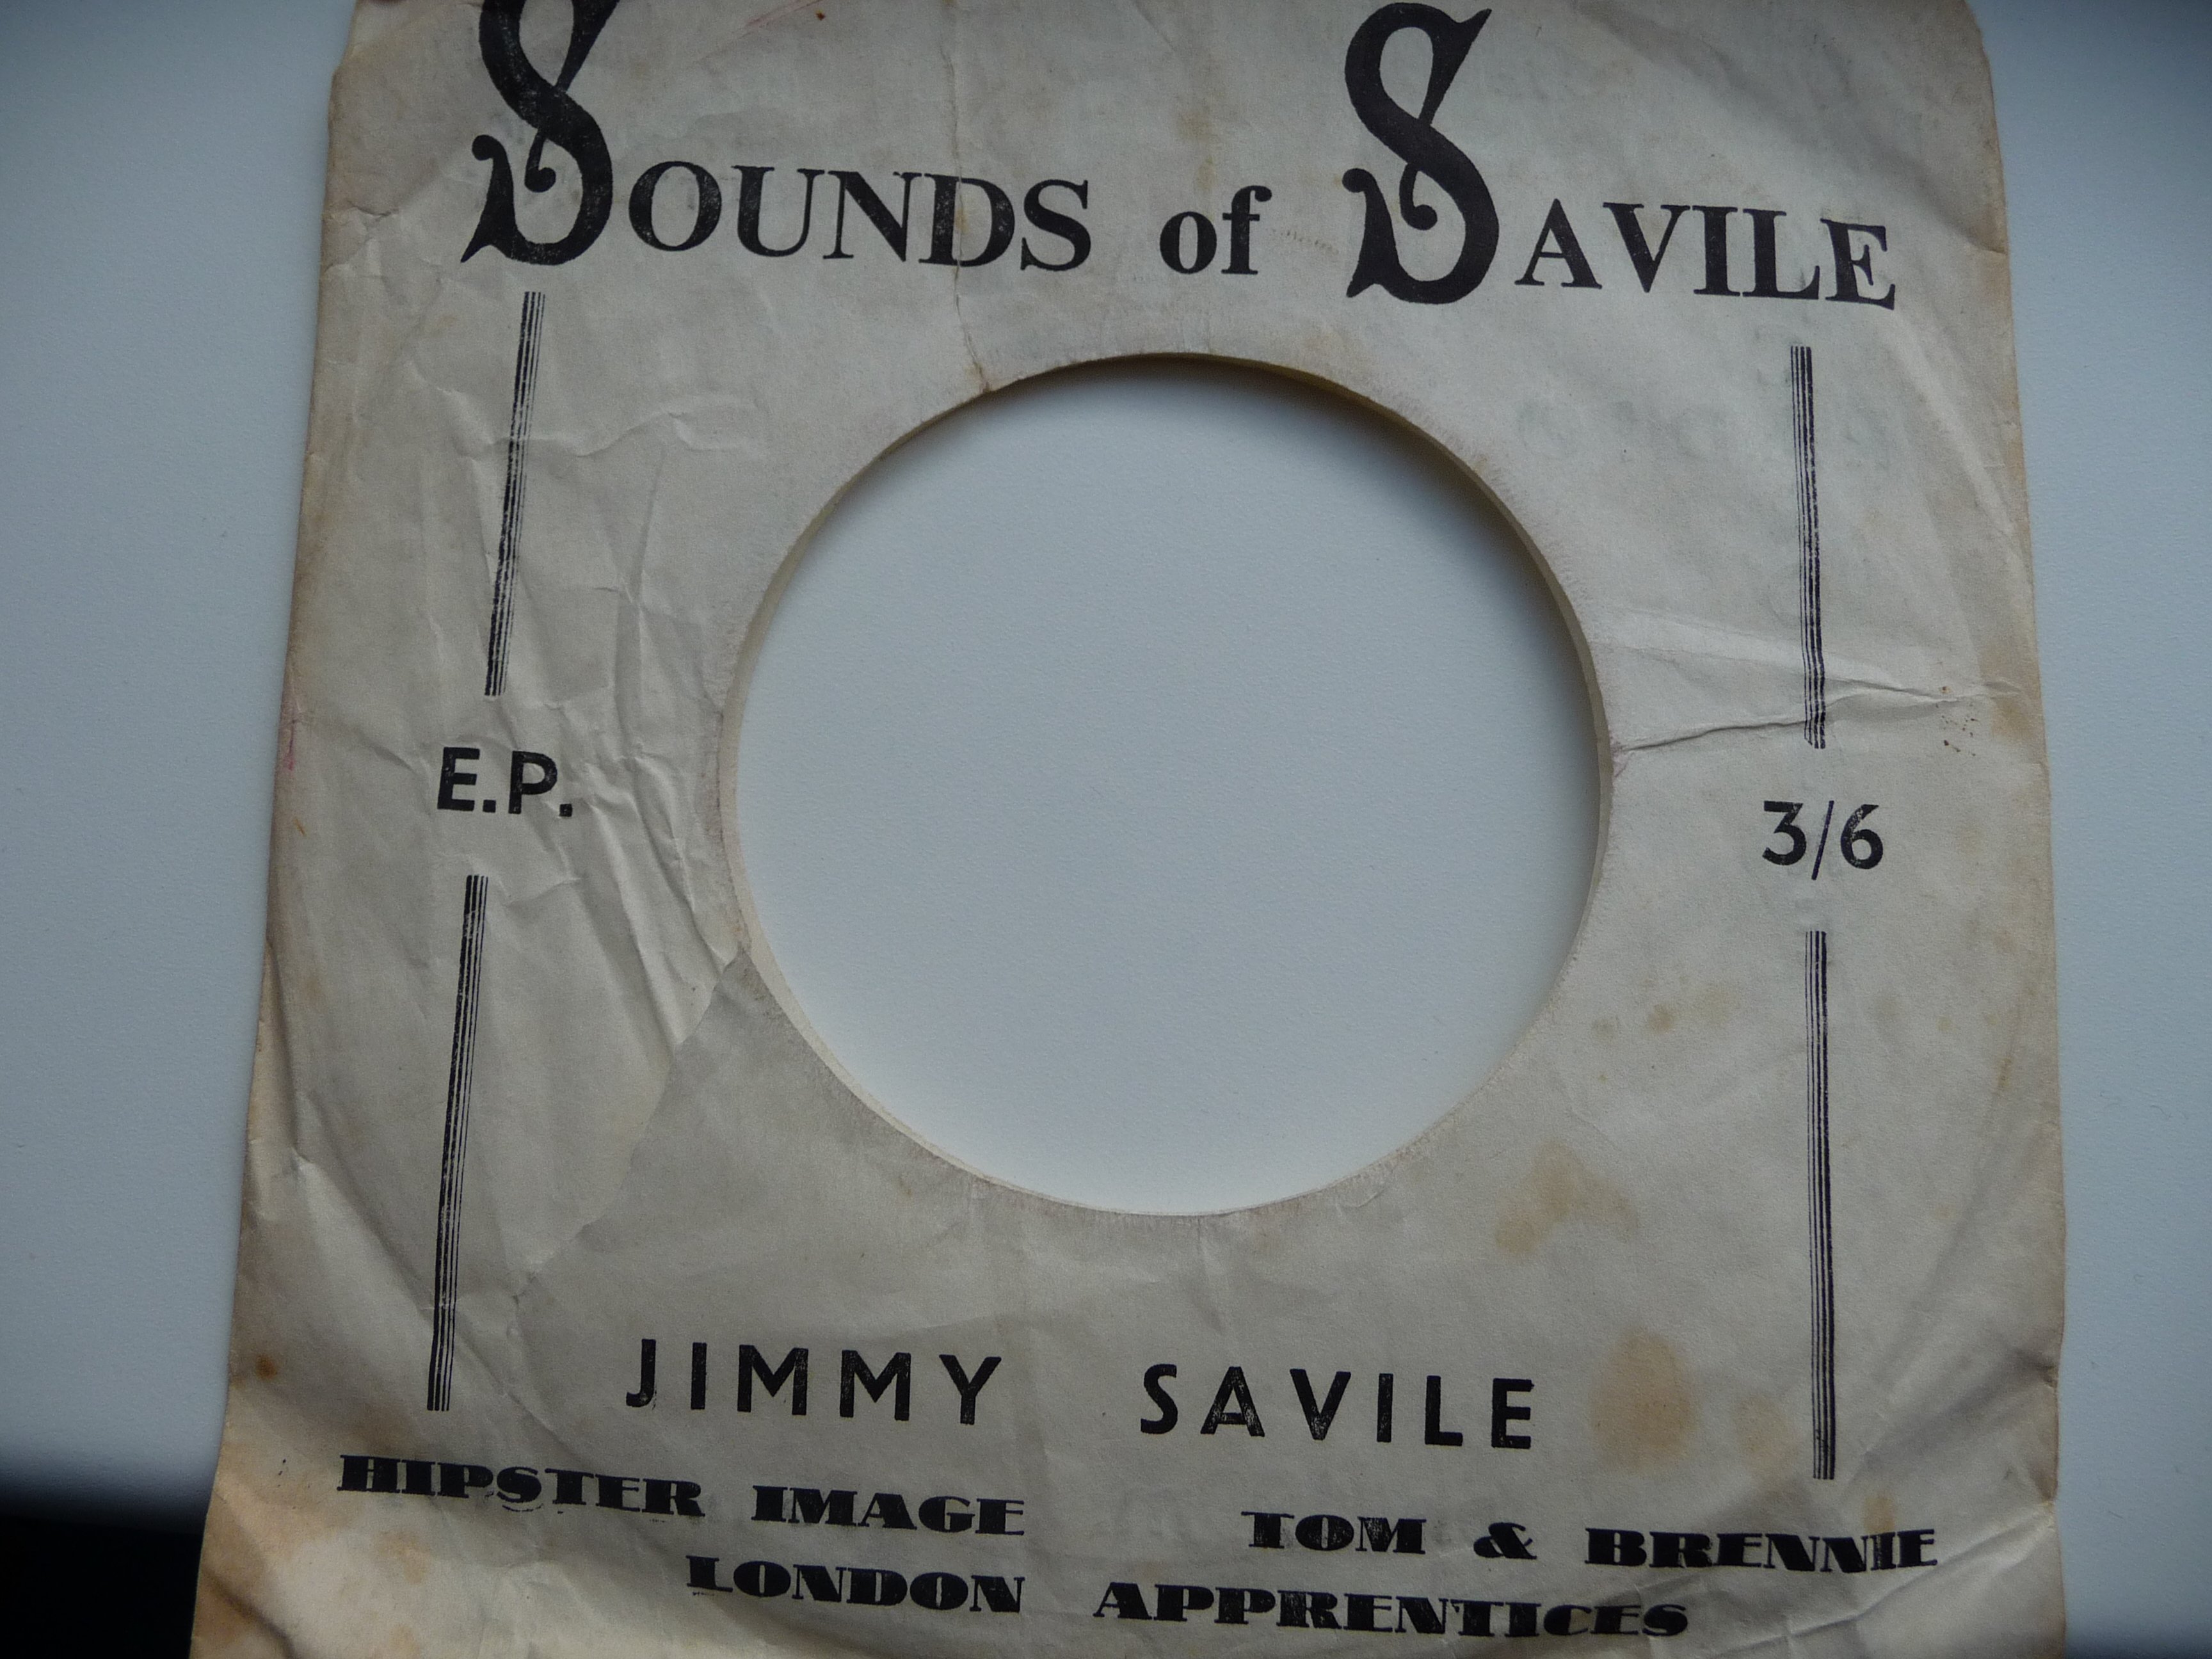 SOUNDS of SAVILE
E.P.
3/6
JIMMY SAVILE
HIPSTER IMAGE TOM & BRENNIE
LONDON APPRENTICES